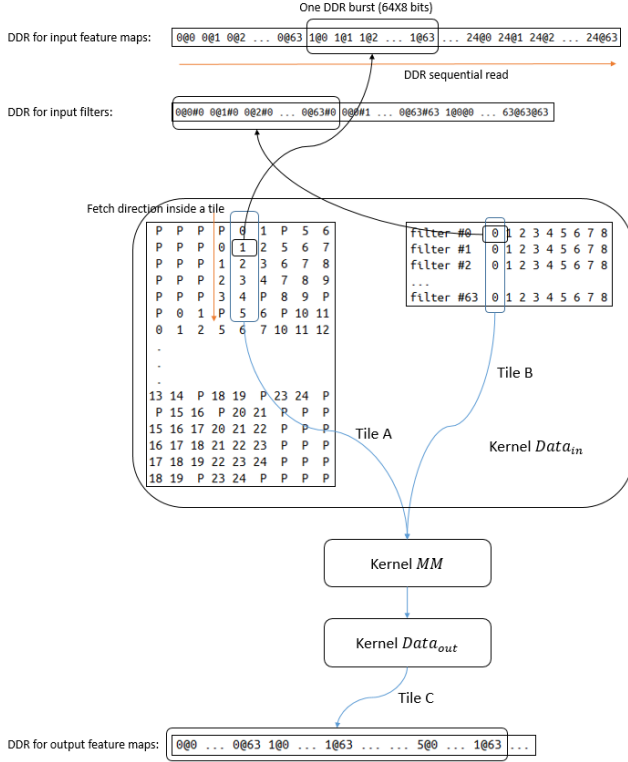 One DDR burst (64X8 bits)
DDR for input feature maps: 0@0 0@1 0@2 ... 0@63 1@0 1@1 1@2 ... 1@63 ... 24@0 24@1 24@2 ... 24@63
DDR sequential read
DDR for input filters: 0@0#0 0@1#0 0@2#0 ... 0@63#0 0@0#1 ... 0@63#63 1@0@0 ... 63@63@63
Fetch direction inside a tile
P P P P 0 1 P 5 6
P P P 0 1 2 5 6 7
P P P 1 2 3 6 7 8
P P P 2 3 4 7 8 9
P P P 3 4 P 8 9 P
P 0 1 P 5 6 P 10 11
0 1 2 5 6 7 10 11 12
.
.
.
13 14 P 18 19 P 23 24 P
P 15 16 P 20 21 P P P
15 16 17 20 21 22 P P P
16 17 18 21 22 23 P P P
17 18 19 22 23 24 P P P
18 19 P 23 24 P P P P
filter #0 0 1 2 3 4 5 6 7 8
filter #1 0 1 2 3 4 5 6 7 8
filter #2 0 1 2 3 4 5 6 7 8
...
filter #63 0 1 2 3 4 5 6 7 8
Tile B
Tile A
Kernel Data_in
Kernel MM
Kernel Data_out
Tile C
DDR for output feature maps: 0@0 ... 0@63 1@0 ... 1@63 ... ... 5@0 ... 1@63 ...